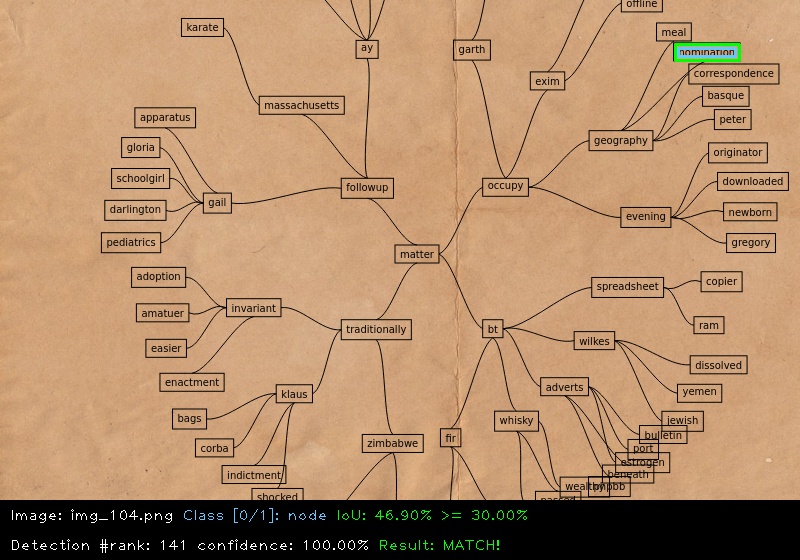 offline
karate
meal
ay
garth
nomination
correspondence
exim
basque
massachusetts
apparatus
peter
geography
gloria
originator
schoolgirl
downloaded
followup
occupy
gail
darlington
newborn
evening
pediatrics
gregory
matter
adoption
copier
spreadsheet
invariant
amatuer
ram
traditionally
bt
wilkes
easier
dissolved
enactment
adverts
yemen
klaus
bags
whisky
jewish
bulletin
fir
zimbabwe
corba
port
estrogen
indictment
beneath
wealthy
phpbb
shocked
passed
Image: img_104.png Class [0/1]: node IoU: 46.90% >= 30.00%
Detection #rank: 141 confidence: 100.00% Result: MATCH!